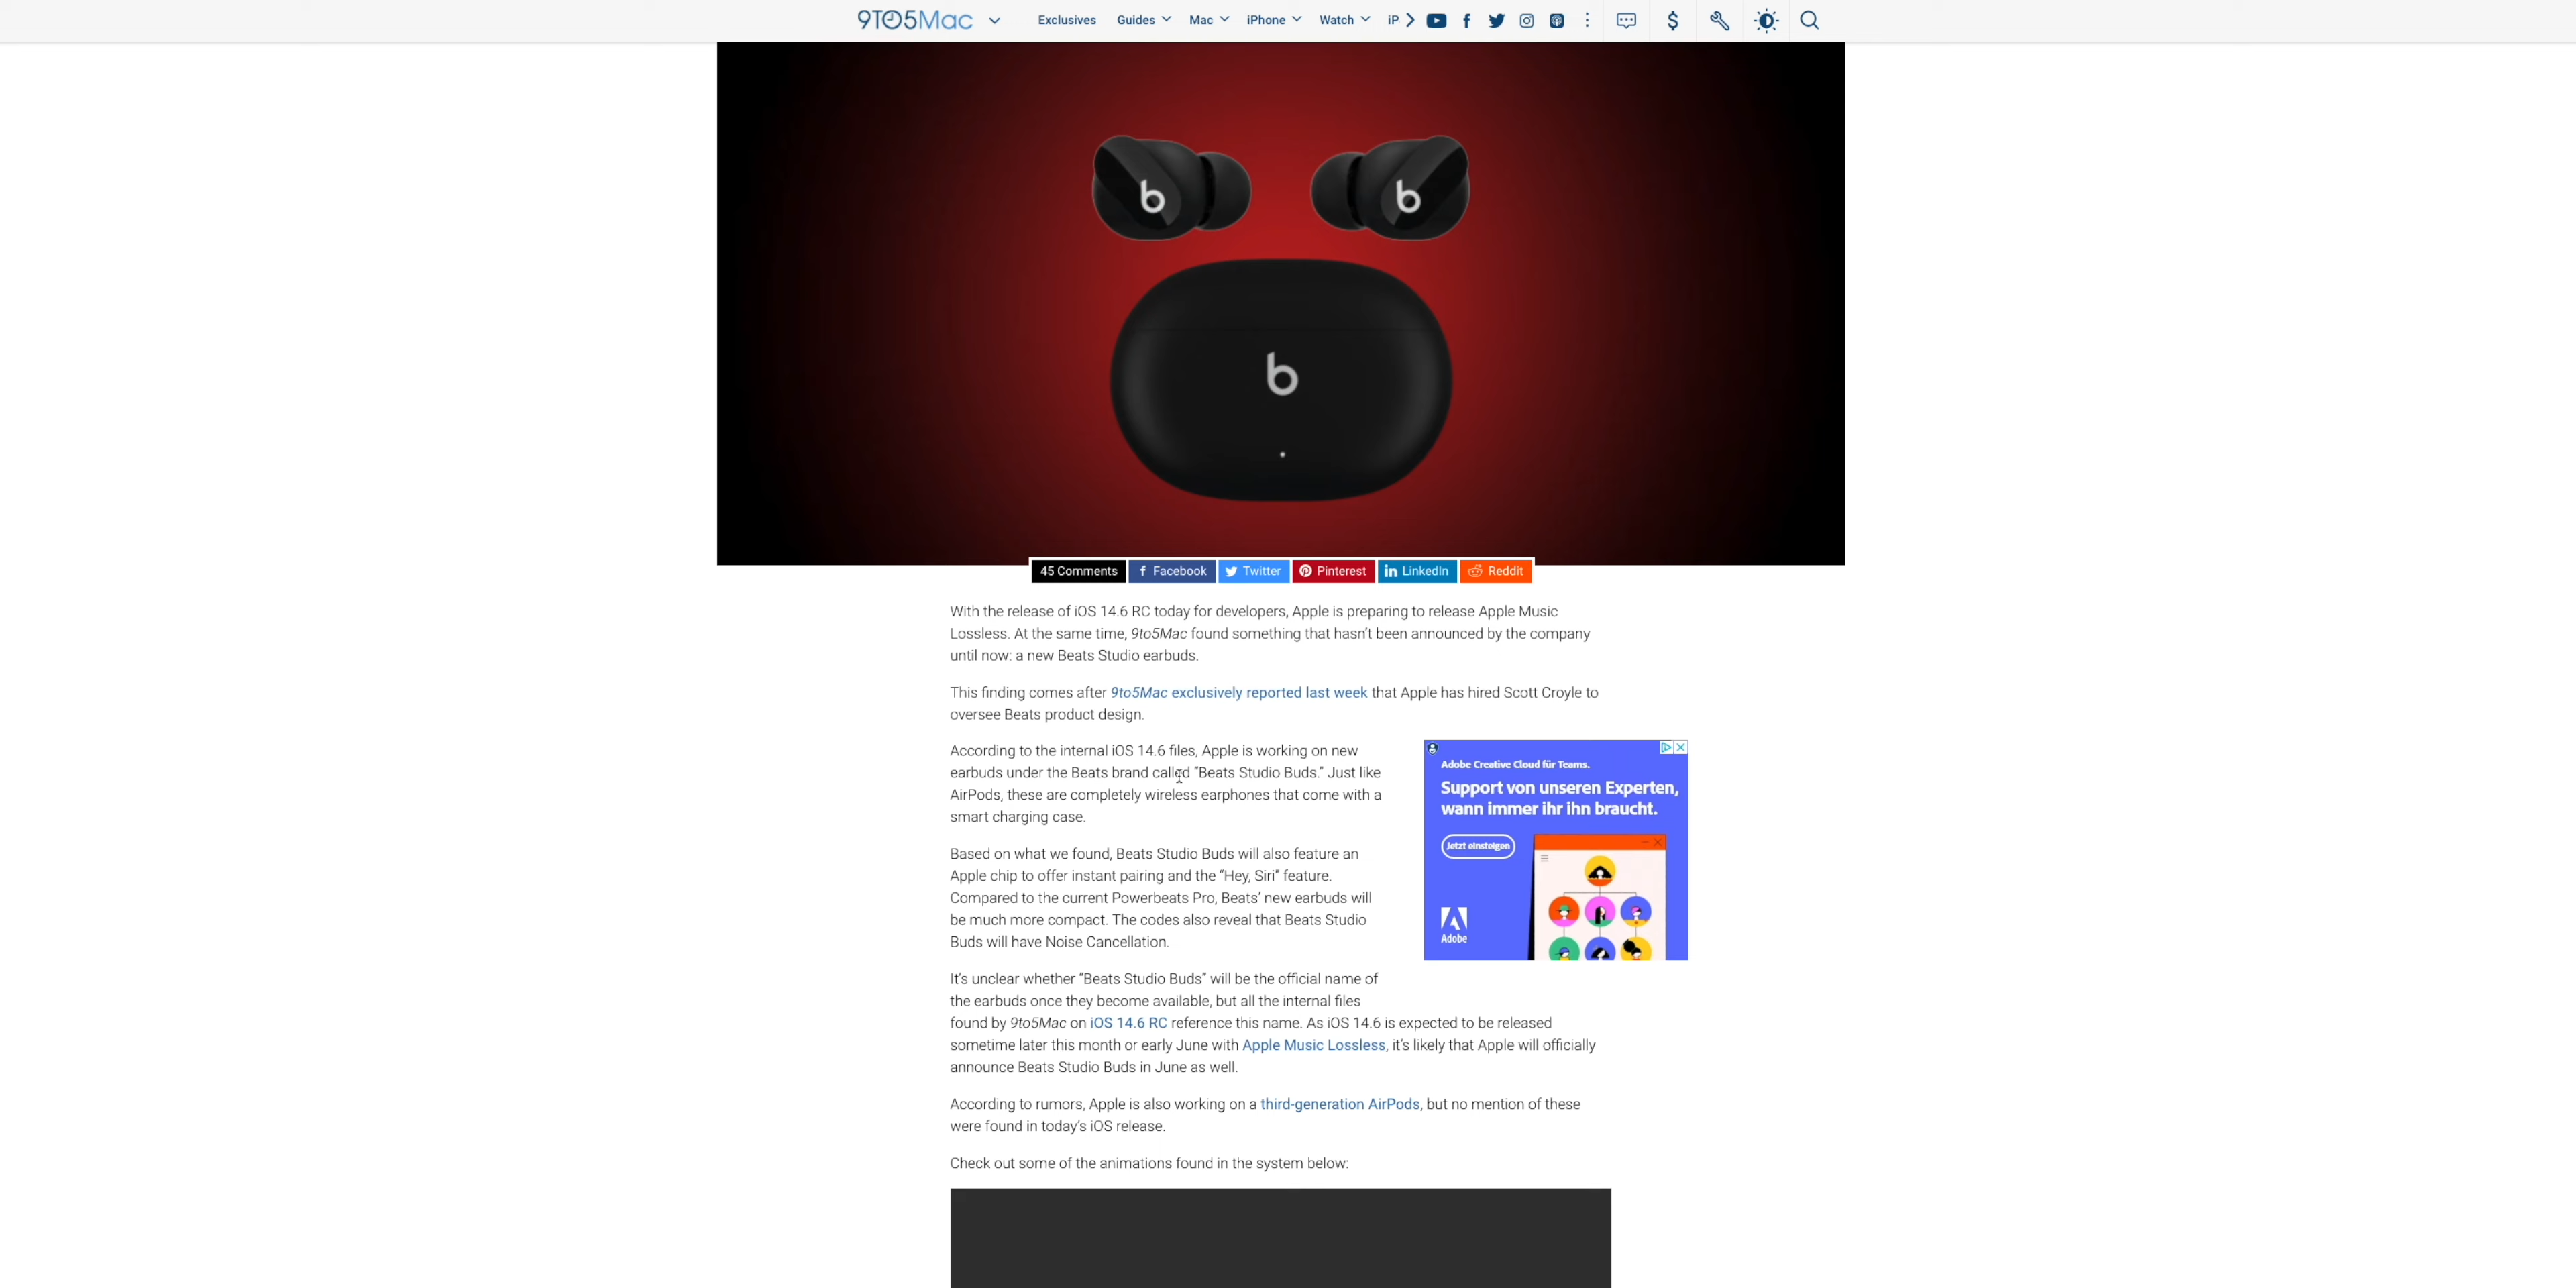 9TO5Mac
Exclusives Guides Mac iPhone Watch iP
b b
b
45 Comments Facebook Twitter Pinterest LinkedIn Reddit
With the release of iOS 14.6 RC today for developers, Apple is preparing to release Apple Music
Lossless. At the same time, 9to5Mac found something that hasn't been announced by the company
until now: a new Beats Studio earbuds.
This finding comes after 9to5Mac exclusively reported last week that Apple has hired Scott Croyle to
oversee Beats product design.
According to the internal iOS 14.6 files, Apple is working on new
earbuds under the Beats brand called “Beats Studio Buds.” Just like
AirPods, these are completely wireless earphones that come with a
smart charging case.
Based on what we found, Beats Studio Buds will also feature an
Apple chip to offer instant pairing and the “Hey, Siri” feature.
Compared to the current Powerbeats Pro, Beats’ new earbuds will
be much more compact. The codes also reveal that Beats Studio
Buds will have Noise Cancellation.
It’s unclear whether “Beats Studio Buds” will be the official name of
the earbuds once they become available, but all the internal files
found by 9to5Mac on iOS 14.6 RC reference this name. As iOS 14.6 is expected to be released
sometime later this month or early June with Apple Music Lossless, it’s likely that Apple will officially
announce Beats Studio Buds in June as well.
According to rumors, Apple is also working on a third-generation AirPods, but no mention of these
were found in today’s iOS release.
Check out some of the animations found in the system below:
Adobe Creative Cloud für Teams.
Support von unseren Experten,
wann immer ihr ihn braucht.
Jetzt einsteigen
Adobe